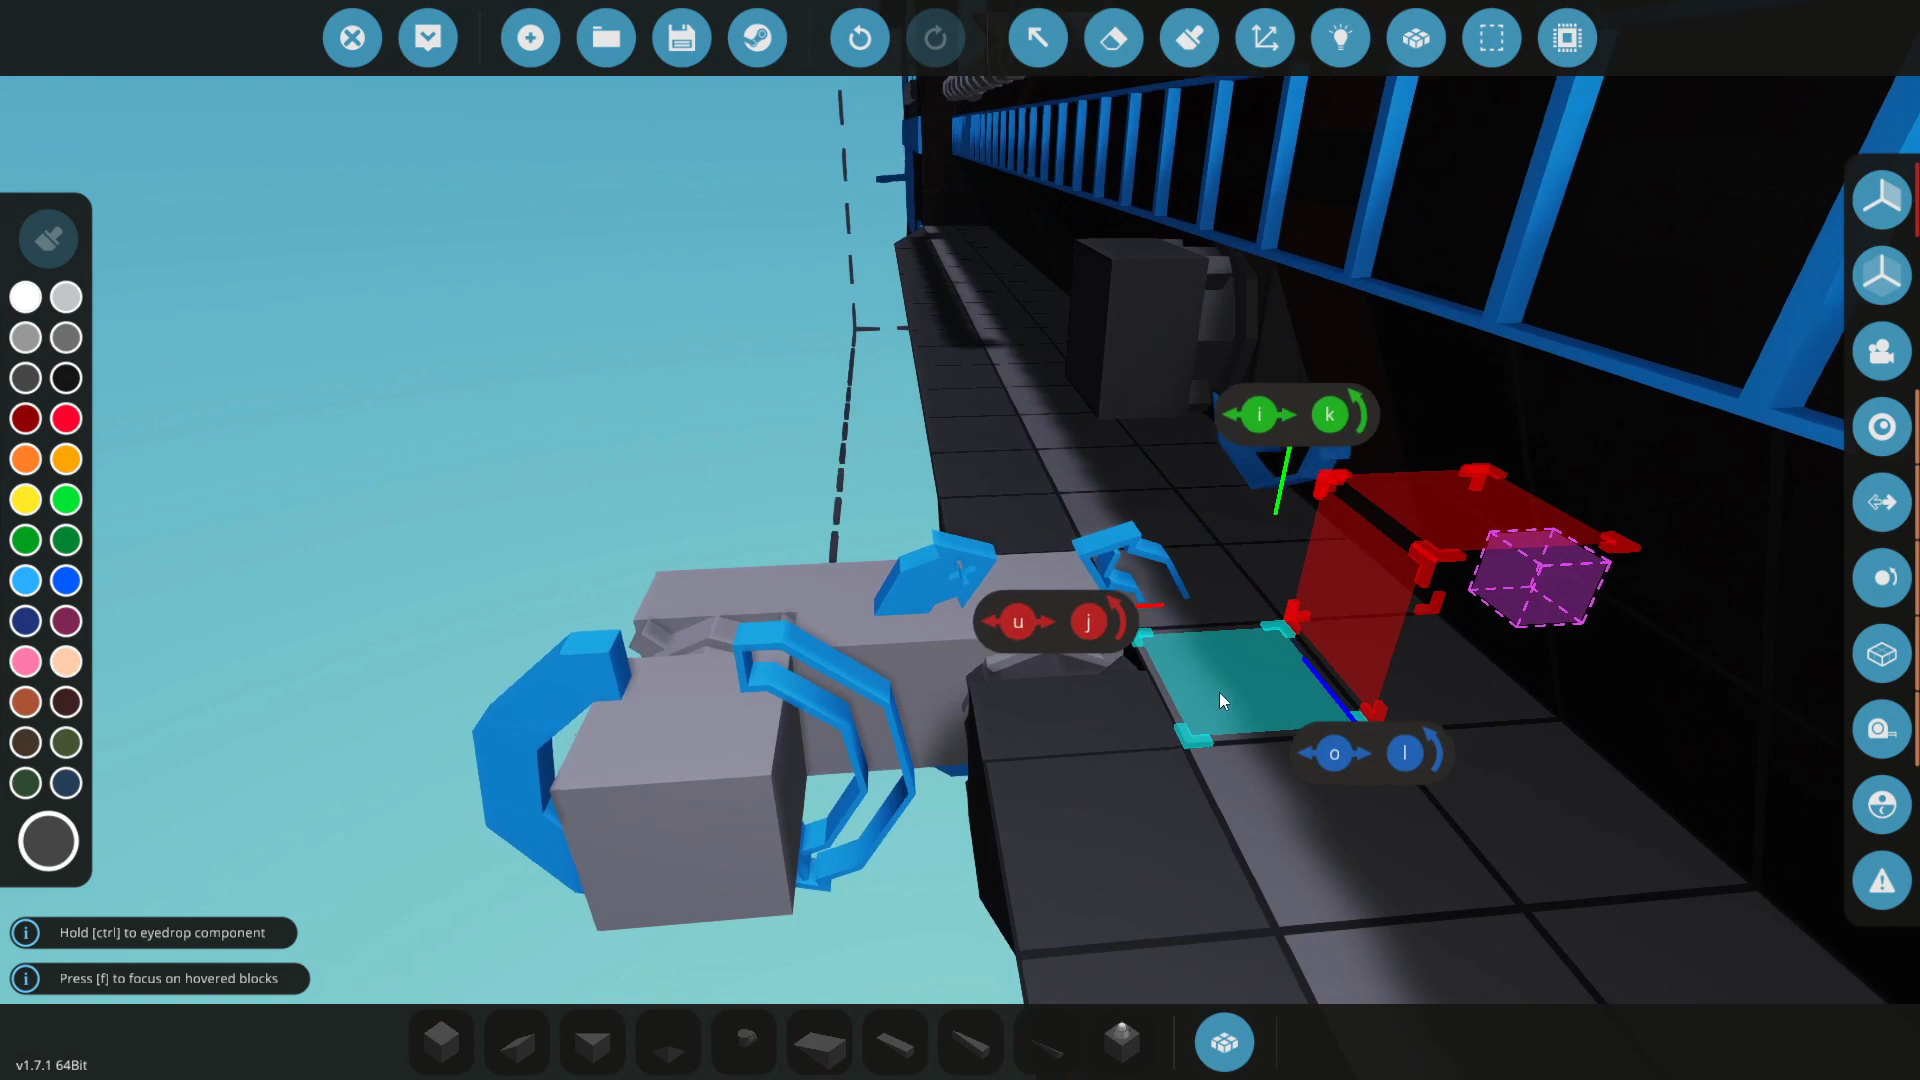 i k
u j
o l
Hold [ctrl] to eyedrop component
Press [f] to focus on hovered blocks
v1.7.1 64Bit